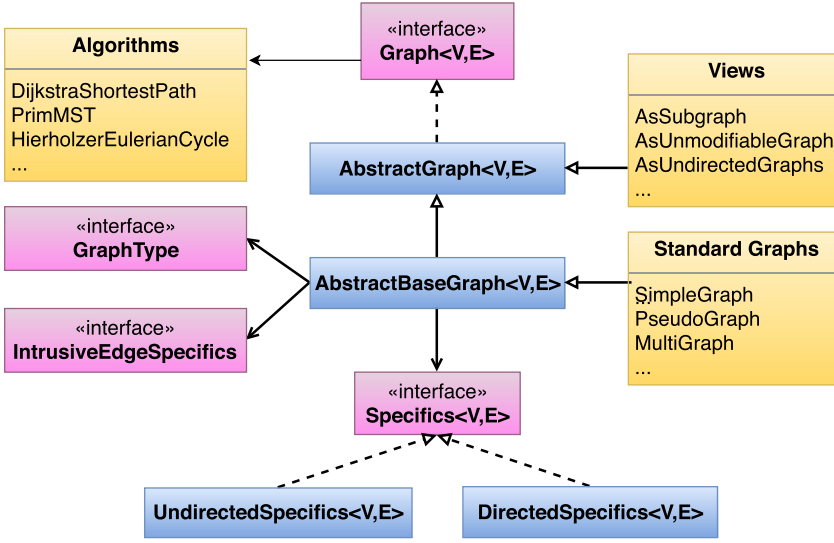 Algorithms
DijkstraShortestPath
PrimMST
HierholzerEulerianCycle
...
«interface»
Graph<V,E>
Views
AsSubgraph
AsUnmodifiableGraph
AsUndirectedGraphs
...
AbstractGraph<V,E>
«interface»
GraphType
AbstractBaseGraph<V,E>
Standard Graphs
SimpleGraph
...
PseudoGraph
MultiGraph
...
«interface»
IntrusiveEdgeSpecifics
«interface»
Specifics<V,E>
UndirectedSpecifics<V,E>
DirectedSpecifics<V,E>